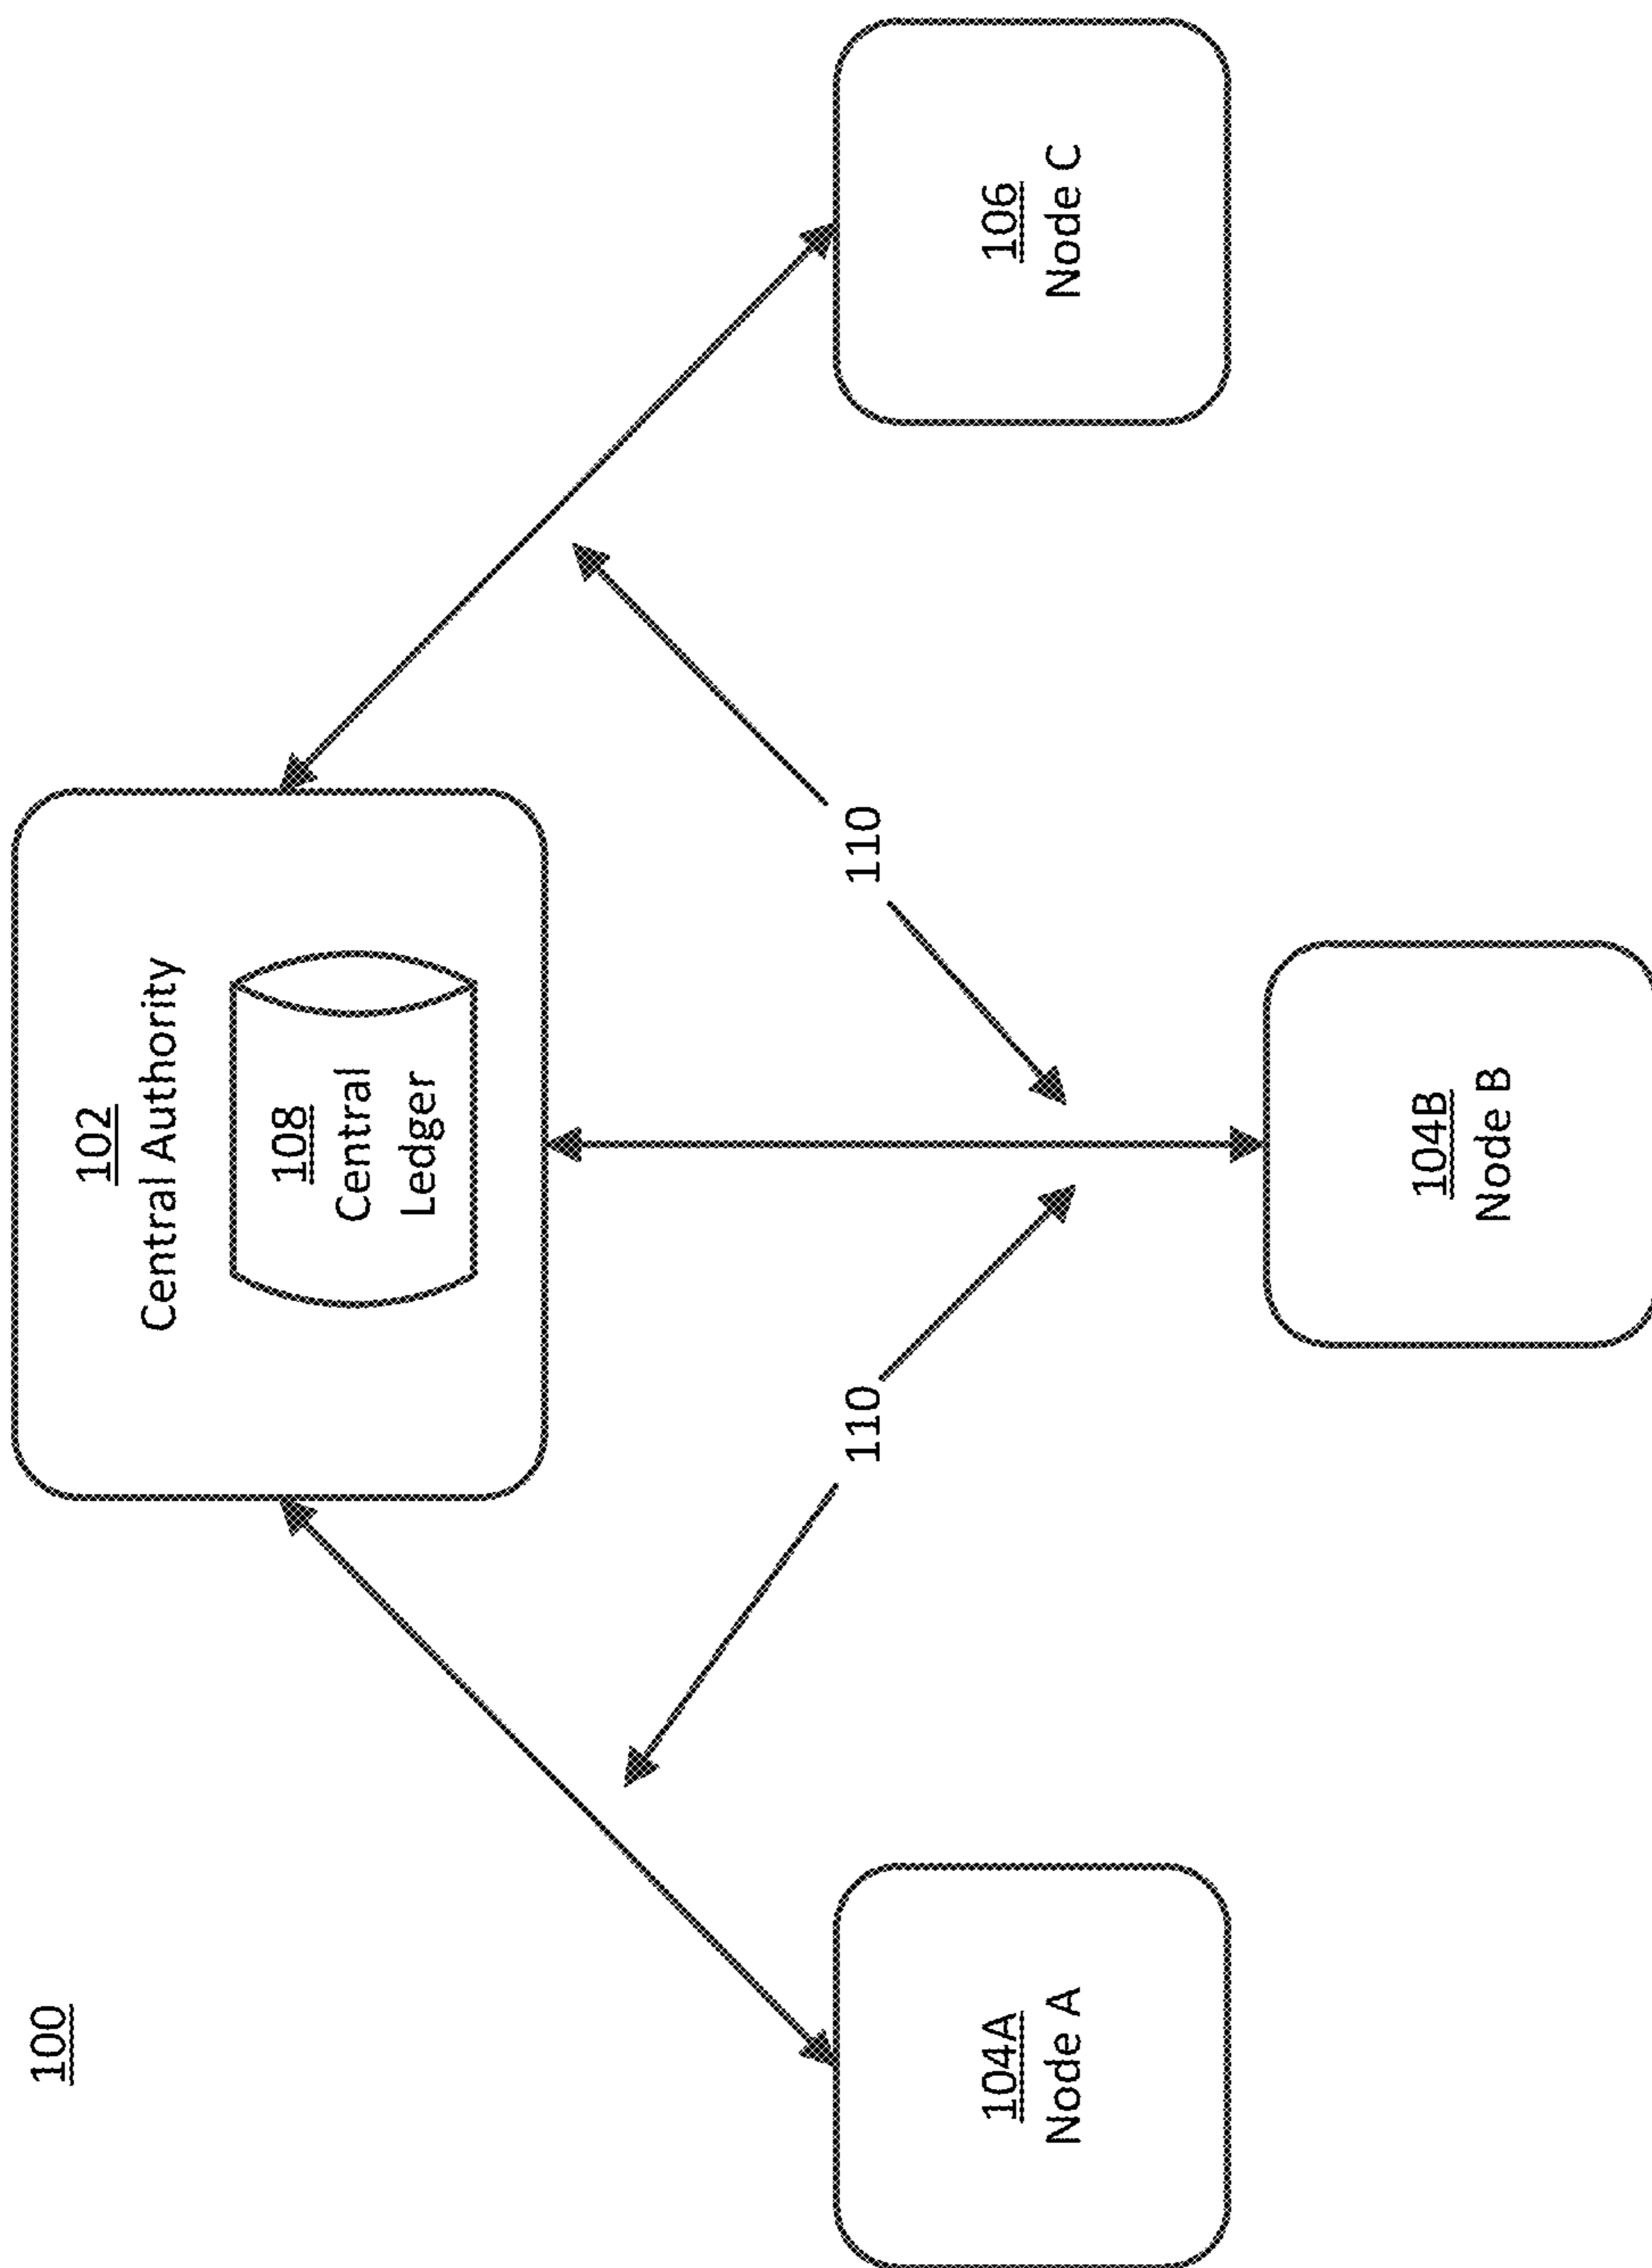 100
102
Central Authority
108
Central
Ledger
110
110
104A
Node A
104B
Node B
106
Node C